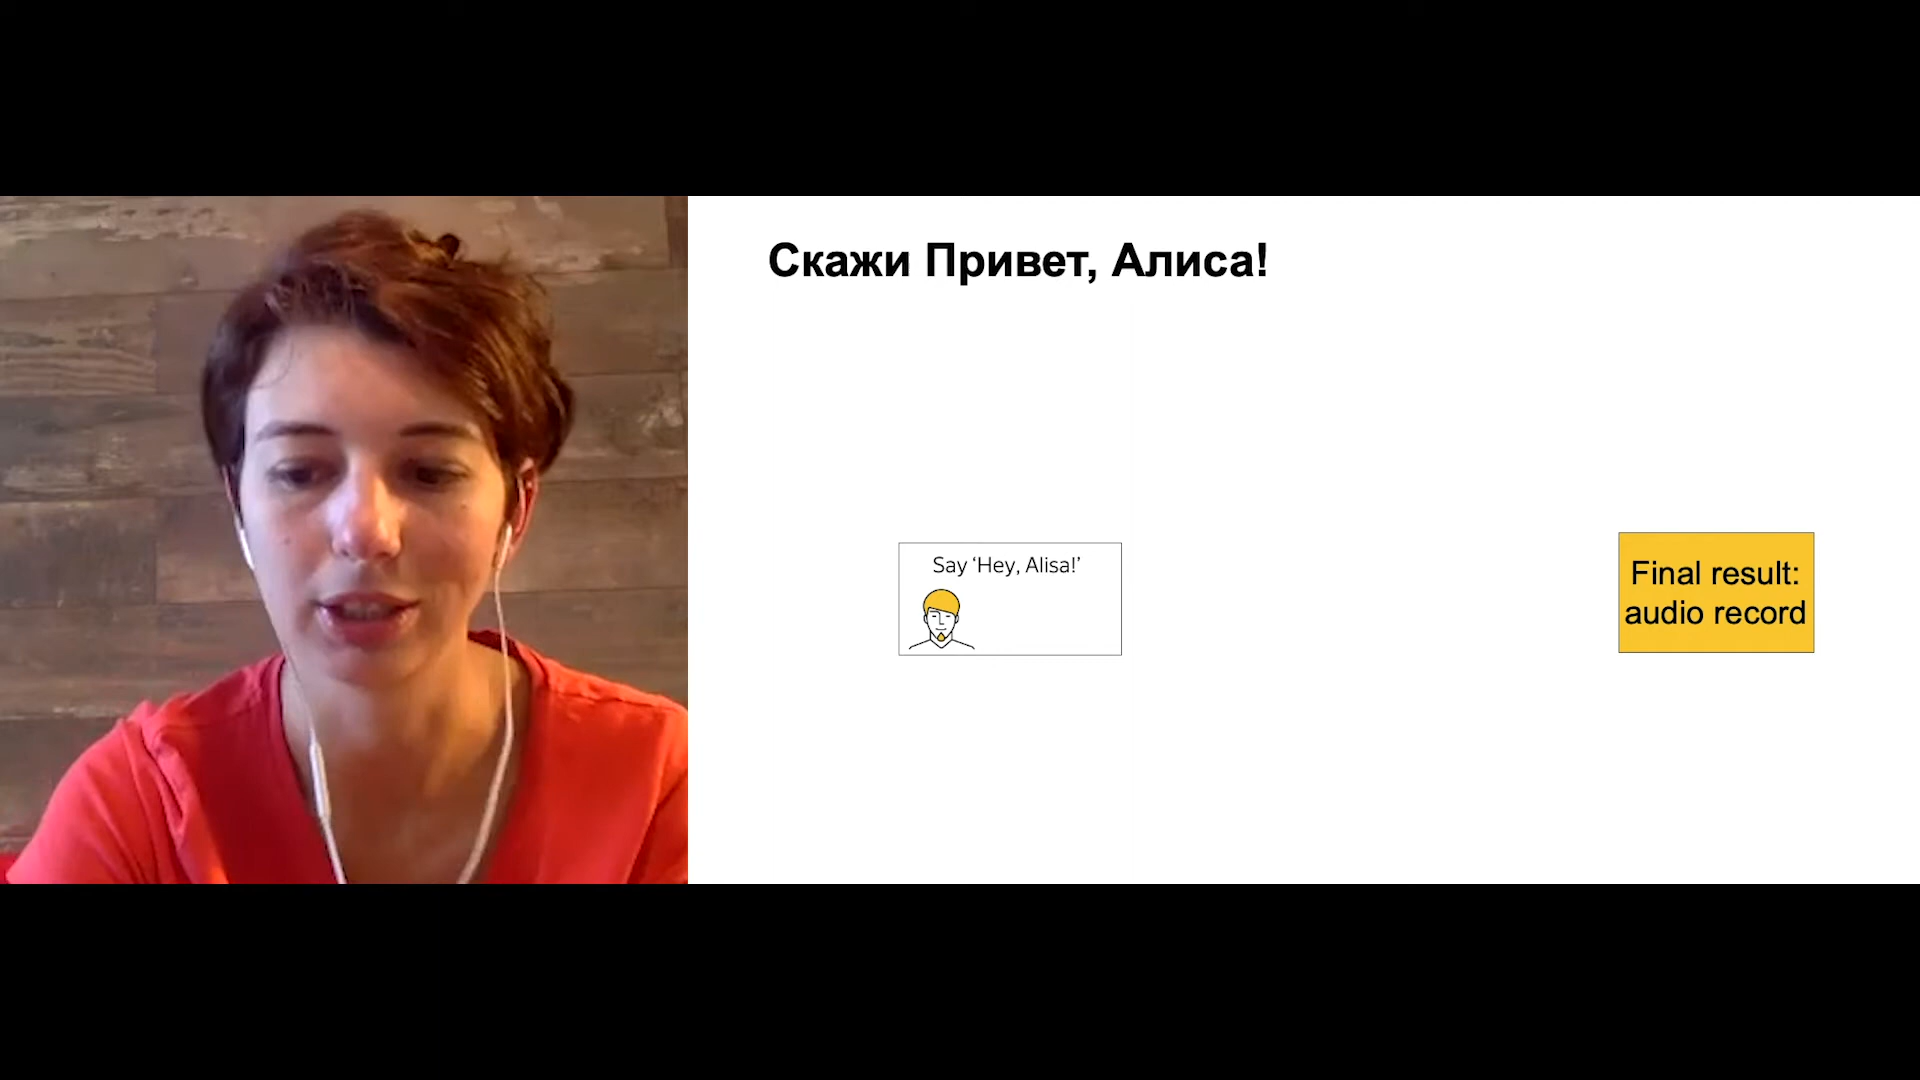 Скажи Привет, Алиса!
Say ‘Hey, Alisa!’
Final result:
audio record